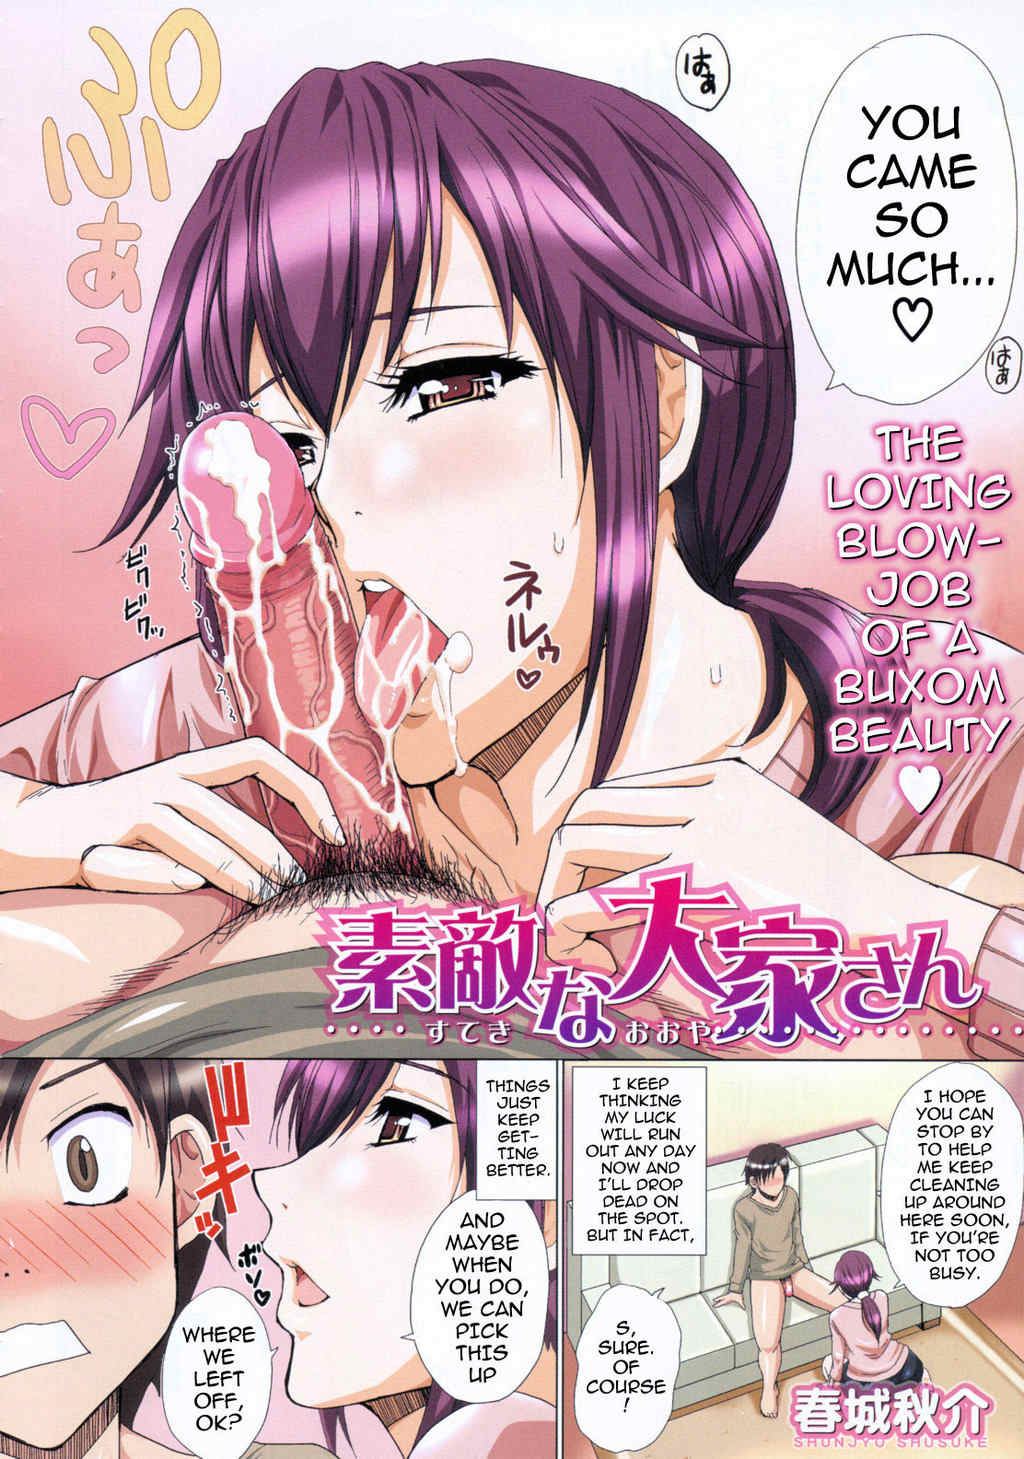 YOU
CAME
SO
MUCH...
♡
はぁ
はぁ
ぷ
あっ
ビク
ビクッ
ネルゥ
♡
THE
LOVING
BLOW-
JOB
OF A
BUXOM
BEAUTY
♥
素敵な大家さん
すてき おおや
I HOPE
YOU CAN
STOP BY
TO HELP
ME KEEP
CLEANING
UP AROUND
HERE SOON,
IF YOU'RE
NOT TOO
BUSY.
I KEEP
THINKING
MY LUCK
WILL RUN
OUT ANY DAY
NOW AND
I'LL DROP
DEAD ON
THE SPOT.
BUT IN FACT,
S,
SURE.
OF
COURSE
!
春城秋介
SHUNJYO SHUSUKE
THINGS
JUST
KEEP
GET-
TING
BETTER.
AND
MAYBE
WHEN
YOU DO,
WE CAN
PICK
THIS
UP
ドキッ
ボソ♡
WHERE
WE
LEFT
OFF,
OK?